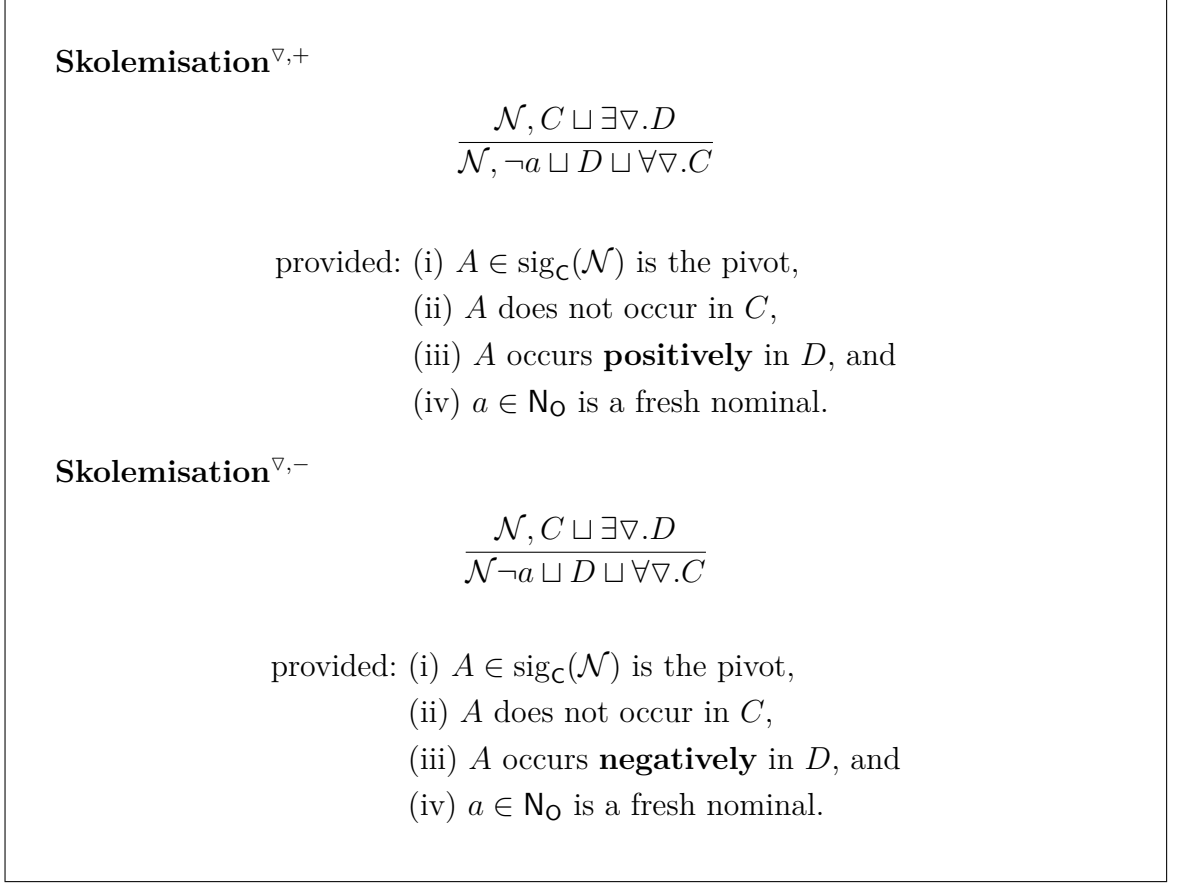 Skolemisation^{▽,+}
𝒩, C ⊔ ∃▽.D
𝒩, ¬a ⊔ D ⊔ ∀▽.C
provided: (i) A ∈ sig_C(𝒩) is the pivot,
(ii) A does not occur in C,
(iii) A occurs positively in D, and
(iv) a ∈ N_O is a fresh nominal.
Skolemisation^{▽,−}
𝒩, C ⊔ ∃▽.D
𝒩¬a ⊔ D ⊔ ∀▽.C
provided: (i) A ∈ sig_C(𝒩) is the pivot,
(ii) A does not occur in C,
(iii) A occurs negatively in D, and
(iv) a ∈ N_O is a fresh nominal.